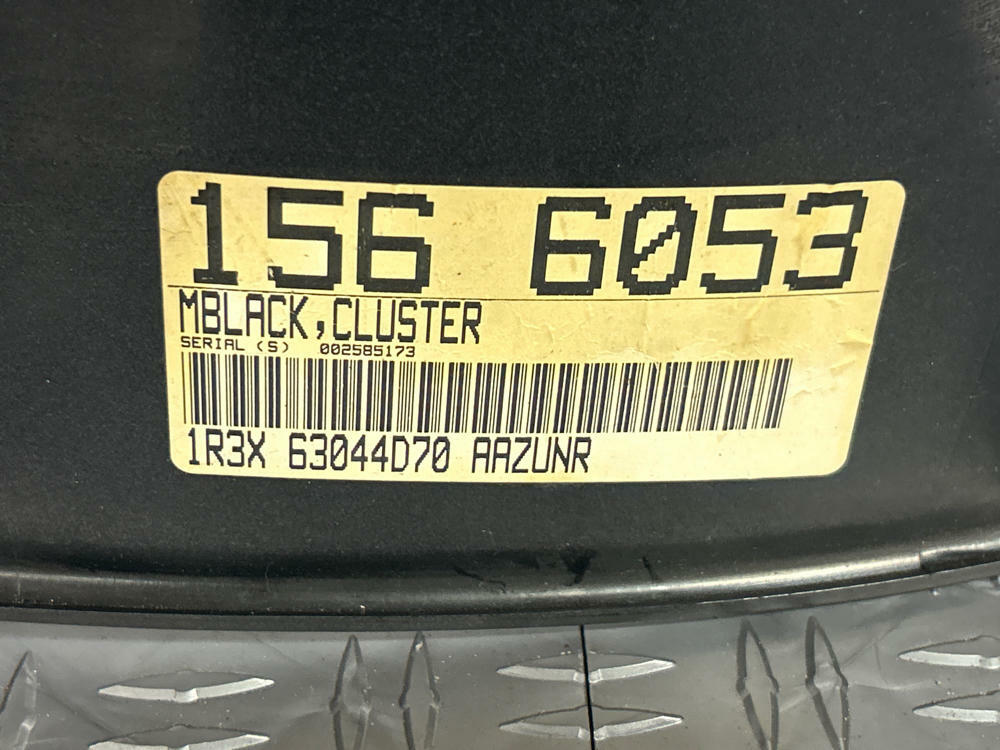 156 6053
MBLACK,CLUSTER
SERIAL (S) 002585173
1R3X 63044D70 AAZUNR